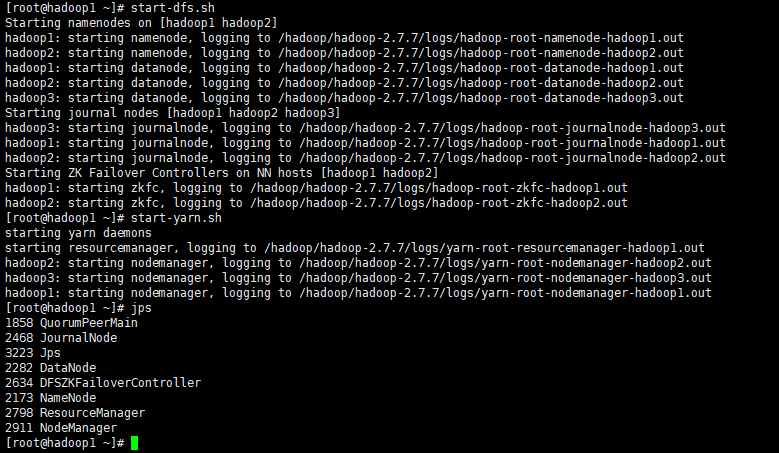 [root@hadoop1 ~]# start-dfs.sh
Starting namenodes on [hadoop1 hadoop2]
hadoop1: starting namenode, logging to /hadoop/hadoop-2.7.7/logs/hadoop-root-namenode-hadoop1.out
hadoop2: starting namenode, logging to /hadoop/hadoop-2.7.7/logs/hadoop-root-namenode-hadoop2.out
hadoop1: starting datanode, logging to /hadoop/hadoop-2.7.7/logs/hadoop-root-datanode-hadoop1.out
hadoop2: starting datanode, logging to /hadoop/hadoop-2.7.7/logs/hadoop-root-datanode-hadoop2.out
hadoop3: starting datanode, logging to /hadoop/hadoop-2.7.7/logs/hadoop-root-datanode-hadoop3.out
Starting journal nodes [hadoop1 hadoop2 hadoop3]
hadoop3: starting journalnode, logging to /hadoop/hadoop-2.7.7/logs/hadoop-root-journalnode-hadoop3.out
hadoop1: starting journalnode, logging to /hadoop/hadoop-2.7.7/logs/hadoop-root-journalnode-hadoop1.out
hadoop2: starting journalnode, logging to /hadoop/hadoop-2.7.7/logs/hadoop-root-journalnode-hadoop2.out
Starting ZK Failover Controllers on NN hosts [hadoop1 hadoop2]
hadoop1: starting zkfc, logging to /hadoop/hadoop-2.7.7/logs/hadoop-root-zkfc-hadoop1.out
hadoop2: starting zkfc, logging to /hadoop/hadoop-2.7.7/logs/hadoop-root-zkfc-hadoop2.out
[root@hadoop1 ~]# start-yarn.sh
starting yarn daemons
starting resourcemanager, logging to /hadoop/hadoop-2.7.7/logs/yarn-root-resourcemanager-hadoop1.out
hadoop2: starting nodemanager, logging to /hadoop/hadoop-2.7.7/logs/yarn-root-nodemanager-hadoop2.out
hadoop3: starting nodemanager, logging to /hadoop/hadoop-2.7.7/logs/yarn-root-nodemanager-hadoop3.out
hadoop1: starting nodemanager, logging to /hadoop/hadoop-2.7.7/logs/yarn-root-nodemanager-hadoop1.out
[root@hadoop1 ~]# jps
1858 QuorumPeerMain
2468 JournalNode
3223 Jps
2282 DataNode
2634 DFSZKFailoverController
2173 NameNode
2798 ResourceManager
2911 NodeManager
[root@hadoop1 ~]#